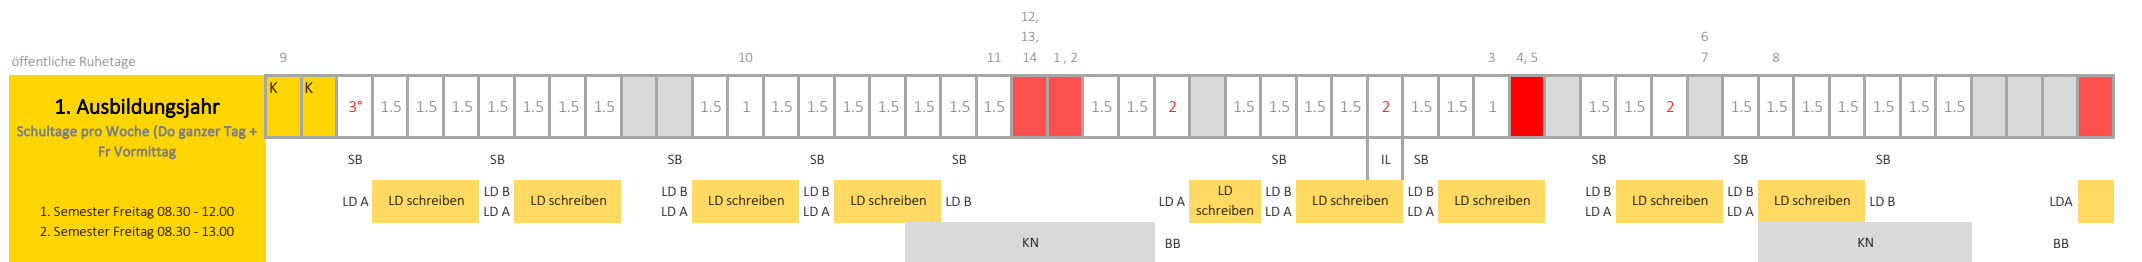 12,
13,
6
öffentliche Ruhetage 9 10 11 14 1 , 2 3 4, 5 7 8
K K
1. Ausbildungsjahr 3° 1.5 1.5 1.5 1.5 1.5 1.5 1.5 1.5 1 1.5 1.5 1.5 1.5 1.5 1.5 1.5 1.5 1.5 2 1.5 1.5 1.5 1.5 2 1.5 1.5 1 1.5 1.5 2 1.5 1.5 1.5 1.5 1.5 1.5 1.5
Schultage pro Woche (Do ganzer Tag +
Fr Vormittag
SB SB SB SB SB SB IL SB SB SB SB
LD B LD B LD B LD LD B LD B LD B LD B
LD A LD schreiben LD schreiben LD schreiben LD schreiben LD B LD A LD schreiben LD schreiben LD schreiben LD schreiben LD B LDA
1. Semester Freitag 08.30 - 12.00 LD A LD A LD A schreiben LD A LD A LD A LD A
2. Semester Freitag 08.30 - 13.00
KN BB KN BB